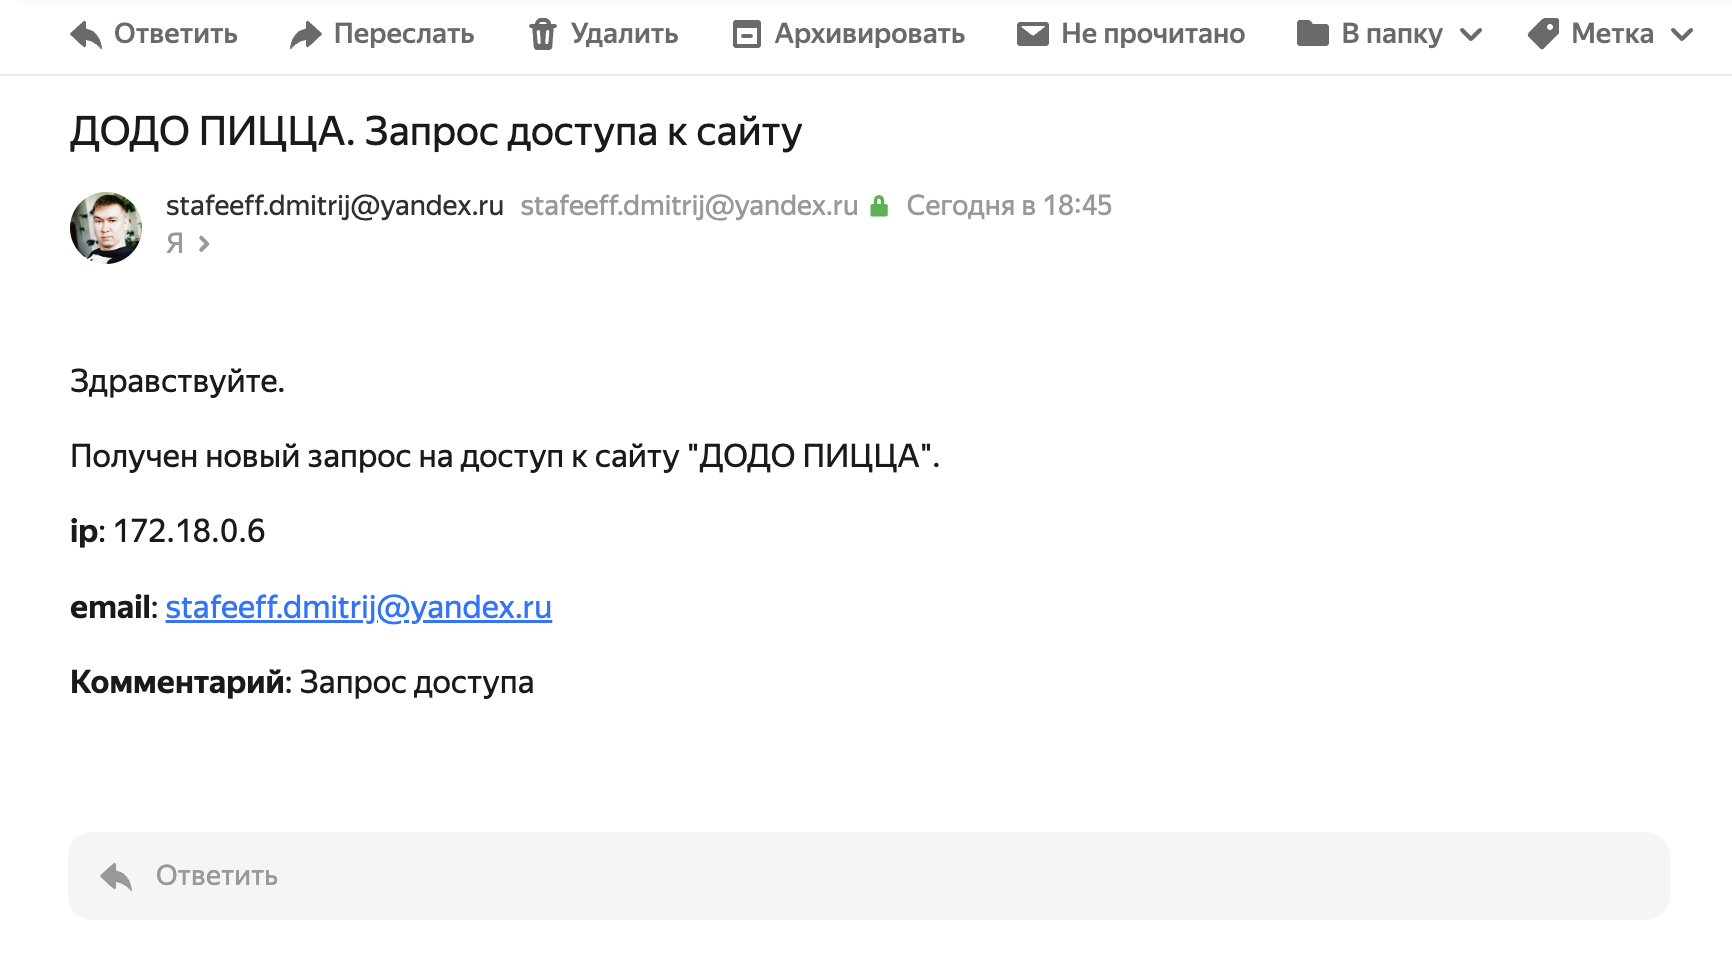 Ответить Переслать Удалить Архивировать Не прочитано В папку Метка
ДОДО ПИЦЦА. Запрос доступа к сайту
stafeeff.dmitrij@yandex.ru stafeeff.dmitrij@yandex.ru Сегодня в 18:45
Я
Здравствуйте.
Получен новый запрос на доступ к сайту "ДОДО ПИЦЦА".
ip: 172.18.0.6
email: stafeeff.dmitrij@yandex.ru
Комментарий: Запрос доступа
Ответить